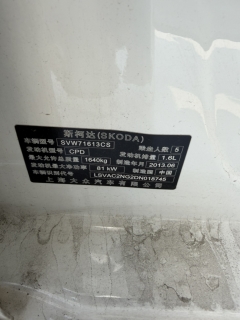 斯柯达(SKODA)
车辆型号 SVW71613CS 乘坐人数 5
发动机型号 CPD 发动机排量 1.6L
最大允许总质量 1640kg 制造年月 2013.06
发动机最大净功率 81 kW 制造国 中国
车辆识别代号
上海大众汽车有限公司